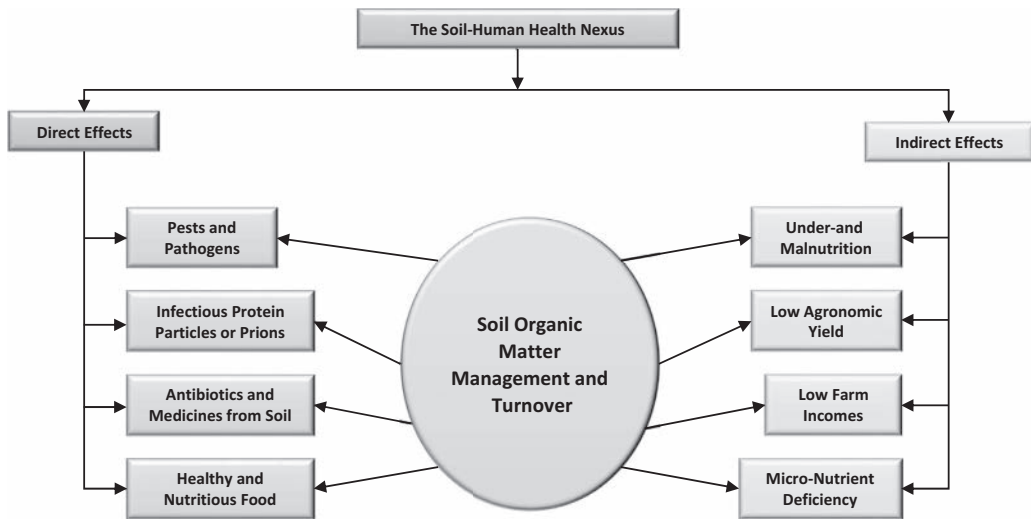 The Soil-Human Health Nexus
Direct Effects
Indirect Effects
Pests and
Pathogens
Infectious Protein
Particles or Prions
Antibiotics and
Medicines from Soil
Healthy and
Nutritious Food
Soil Organic
Matter
Management and
Turnover
Under-and
Malnutrition
Low Agronomic
Yield
Low Farm
Incomes
Micro-Nutrient
Deficiency